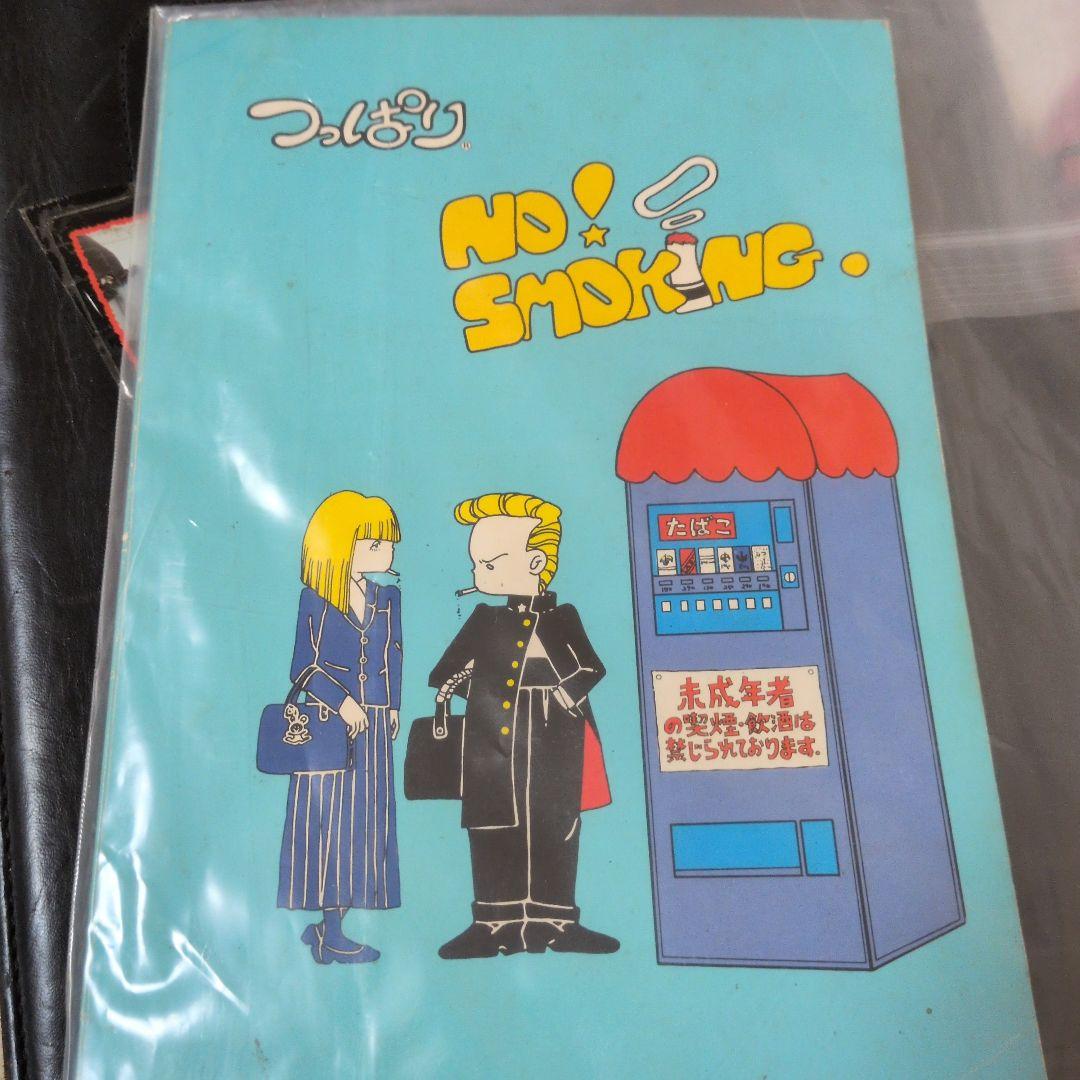 つっぱり®
NO!
SMOKING.
たばこ
未成年者
の喫煙・飲酒は
禁じられております.